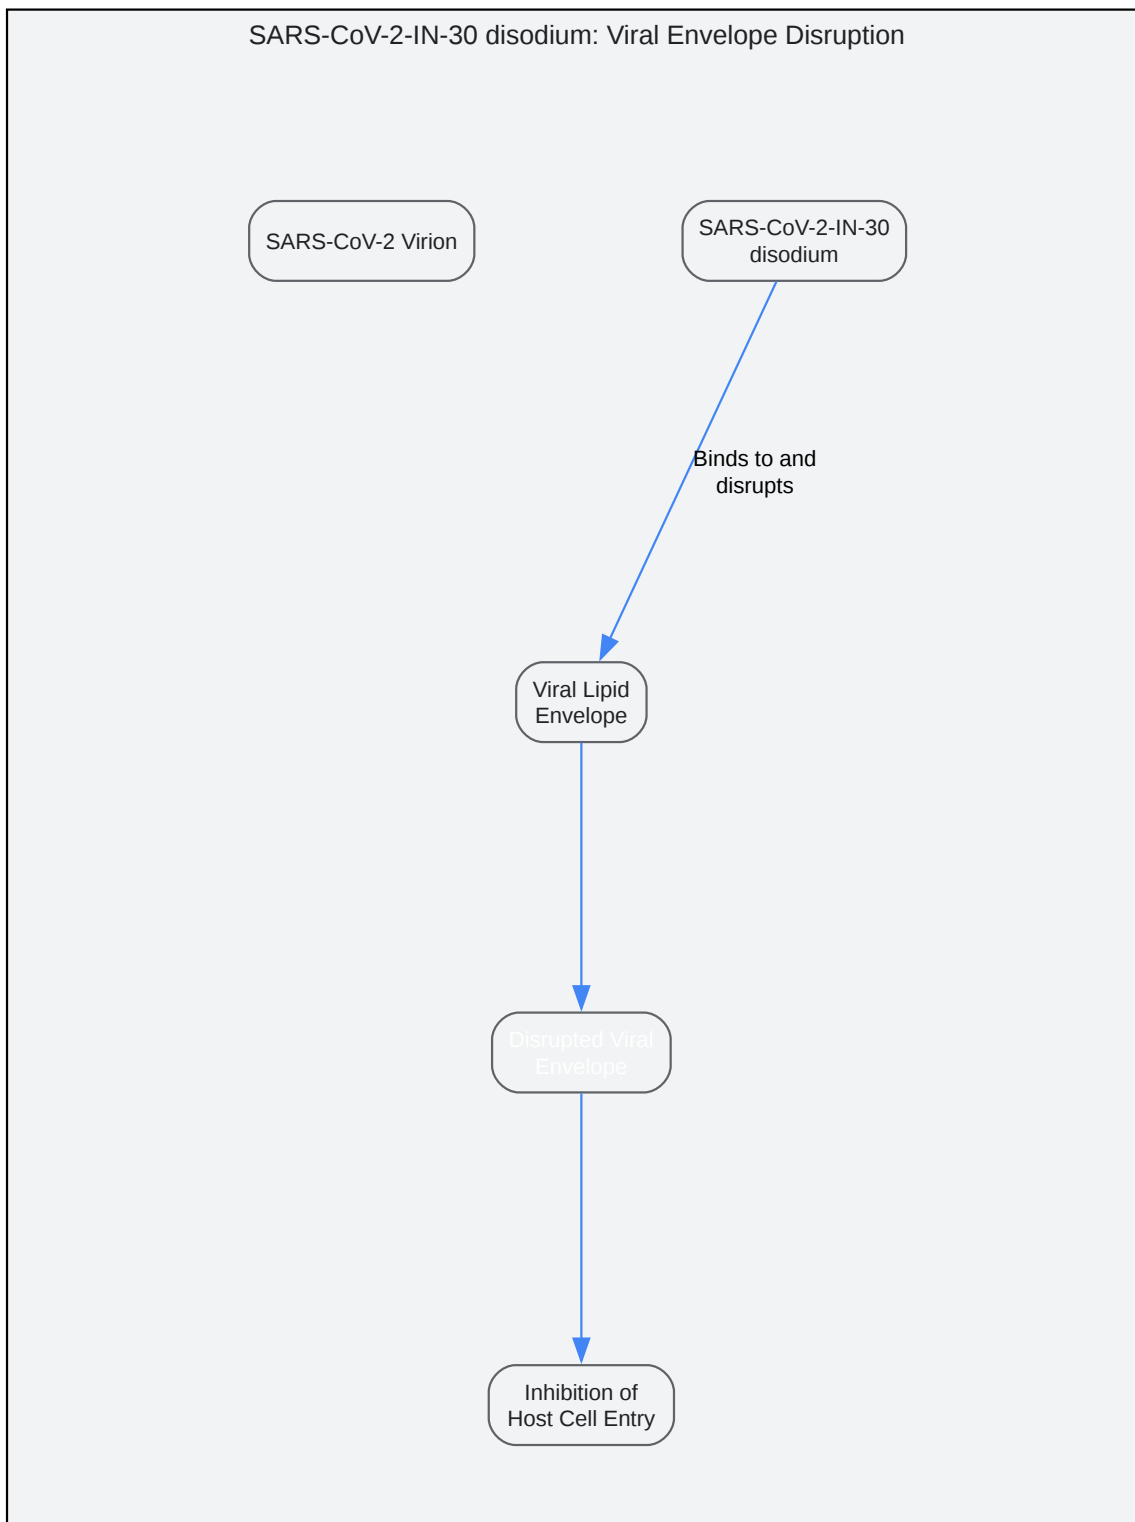 SARS-CoV-2-IN-30 disodium: Viral Envelope Disruption
SARS-CoV-2 Virion
SARS-CoV-2-IN-30
disodium
Binds to and
disrupts
Viral Lipid
Envelope
Disrupted Viral
Envelope
Inhibition of
Host Cell Entry